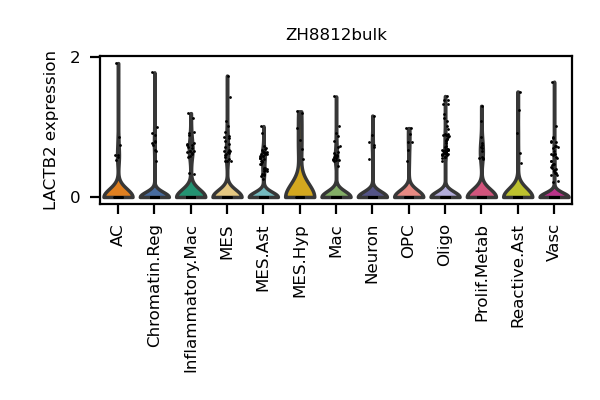 ZH8812bulk
LACTB2 expression
2
0
AC
Chromatin.Reg
Inflammatory.Mac
MES
MES.Ast
MES.Hyp
Mac
Neuron
OPC
Oligo
Prolif.Metab
Reactive.Ast
Vasc